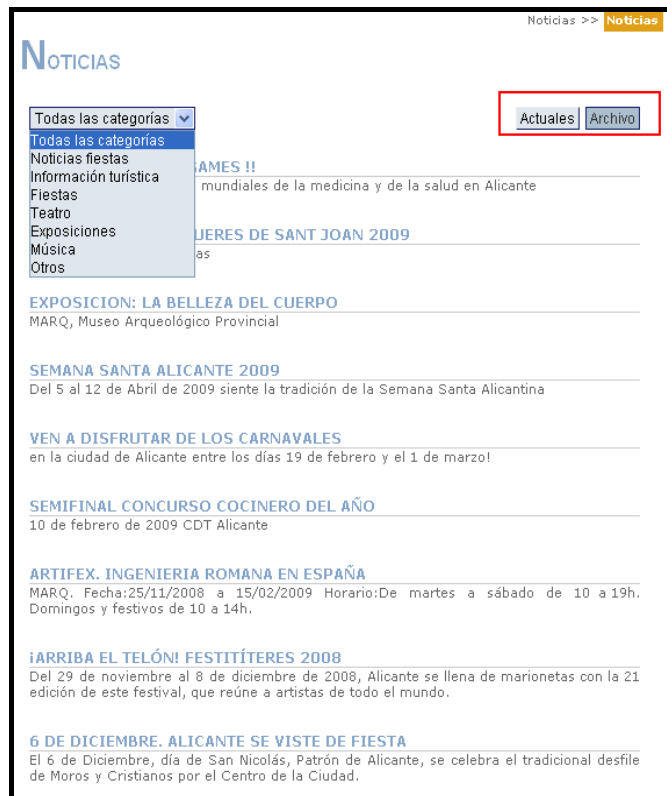 Noticias >> Noticias
NOTICIAS
Todas las categorías
Actuales Archivo
Todas las categorías
Noticias fiestas
Información turística
Fiestas
Teatro
Exposiciones
Música
Otros
GAMES !!
mundiales de la medicina y de la salud en Alicante
UERES DE SANT JOAN 2009
as
EXPOSICION: LA BELLEZA DEL CUERPO
MARQ, Museo Arqueológico Provincial
SEMANA SANTA ALICANTE 2009
Del 5 al 12 de Abril de 2009 siente la tradición de la Semana Santa Alicantina
VEN A DISFRUTAR DE LOS CARNAVALES
en la ciudad de Alicante entre los días 19 de febrero y el 1 de marzo!
SEMIFINAL CONCURSO COCINERO DEL AÑO
10 de febrero de 2009 CDT Alicante
ARTIFEX. INGENIERIA ROMANA EN ESPAÑA
MARQ. Fecha:25/11/2008 a 15/02/2009 Horario:De martes a sábado de 10 a 19h.
Domingos y festivos de 10 a 14h.
¡ARRIBA EL TELÓN! FESTITÍTERES 2008
Del 29 de noviembre al 8 de diciembre de 2008, Alicante se llena de marionetas con la 21
edición de este festival, que reúne a artistas de todo el mundo.
6 DE DICIEMBRE. ALICANTE SE VISTE DE FIESTA
El 6 de Diciembre, día de San Nicolás, Patrón de Alicante, se celebra el tradicional desfile
de Moros y Cristianos por el Centro de la Ciudad.